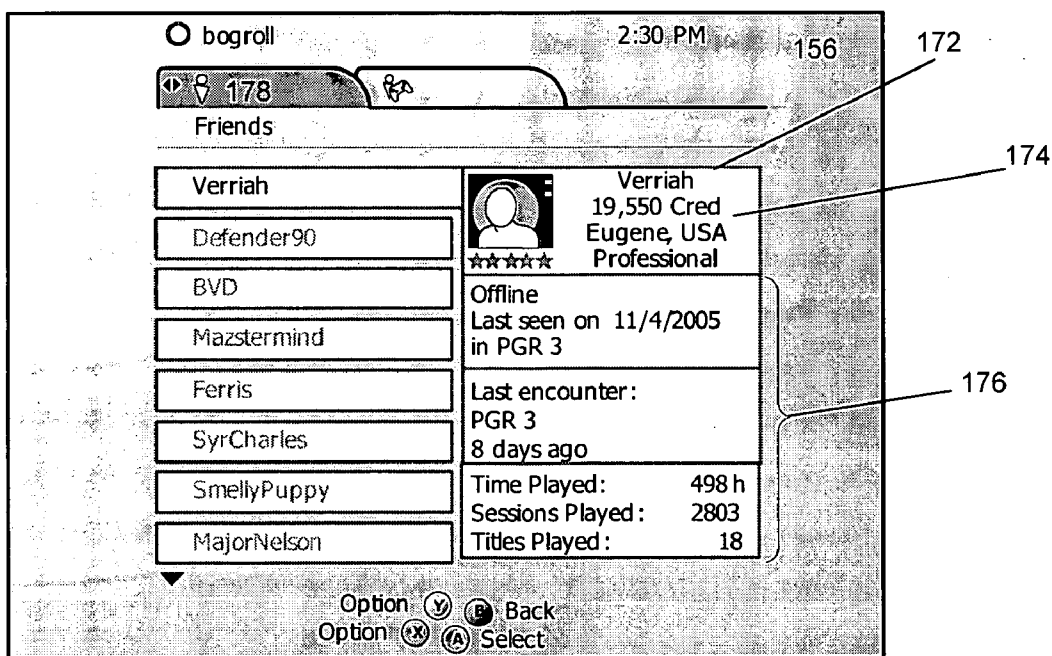 bogroll 2:30 PM
156
172
178
174
Friends
Verriah
Defender90
BVD
Mazstermind
Ferris
SyrCharles
SmellyPuppy
MajorNelson
Verriah
19,550 Cred
Eugene, USA
Professional
Offline
Last seen on 11/4/2005
in PGR 3
Last encounter:
PGR 3
8 days ago
176
Time Played: 498 h
Sessions Played: 2803
Titles Played: 18
Option Y B Back
Option X A Select